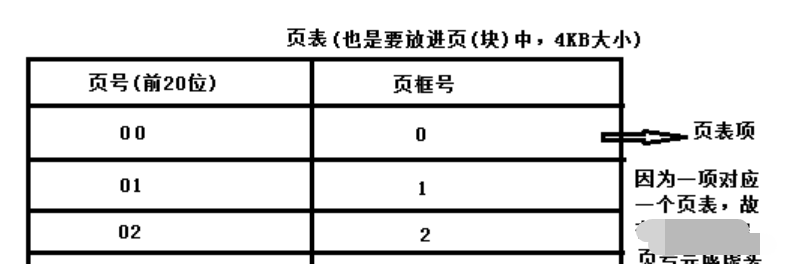 页表(也是要放进页(块)中，4KB大小)
页号(前20位) 页框号
00 0
页表项
01 1
因为一项对应
一个页表，故
02 2